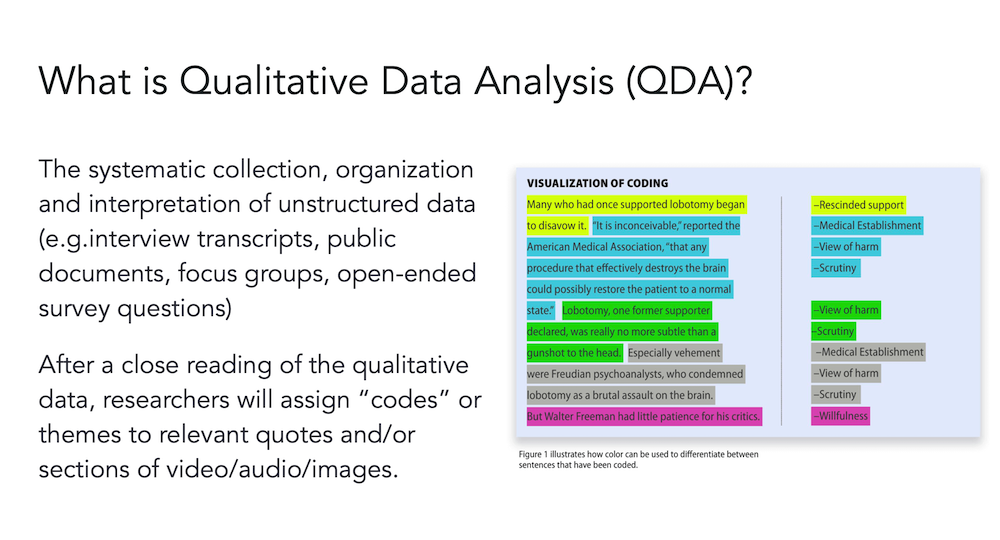 What is Qualitative Data Analysis (QDA)?
The systematic collection, organization
and interpretation of unstructured data
(e.g.interview transcripts, public
documents, focus groups, open-ended
survey questions)
After a close reading of the qualitative
data, researchers will assign “codes” or
themes to relevant quotes and/or
sections of video/audio/images.
VISUALIZATION OF CODING
Many who had once supported lobotomy began
to disavow it. “It is inconceivable,” reported the
American Medical Association, “that any
procedure that effectively destroys the brain
could possibly restore the patient to a normal
state.” Lobotomy, one former supporter
declared, was really no more subtle than a
gunshot to the head. Especially vehement
were Freudian psychoanalysts, who condemned
lobotomy as a brutal assault on the brain.
But Walter Freeman had little patience for his critics.
–Rescinded support
–Medical Establishment
–View of harm
–Scrutiny
–View of harm
–Scrutiny
–Medical Establishment
–View of harm
–Scrutiny
–Willfulness
Figure 1 illustrates how color can be used to differentiate between
sentences that have been coded.